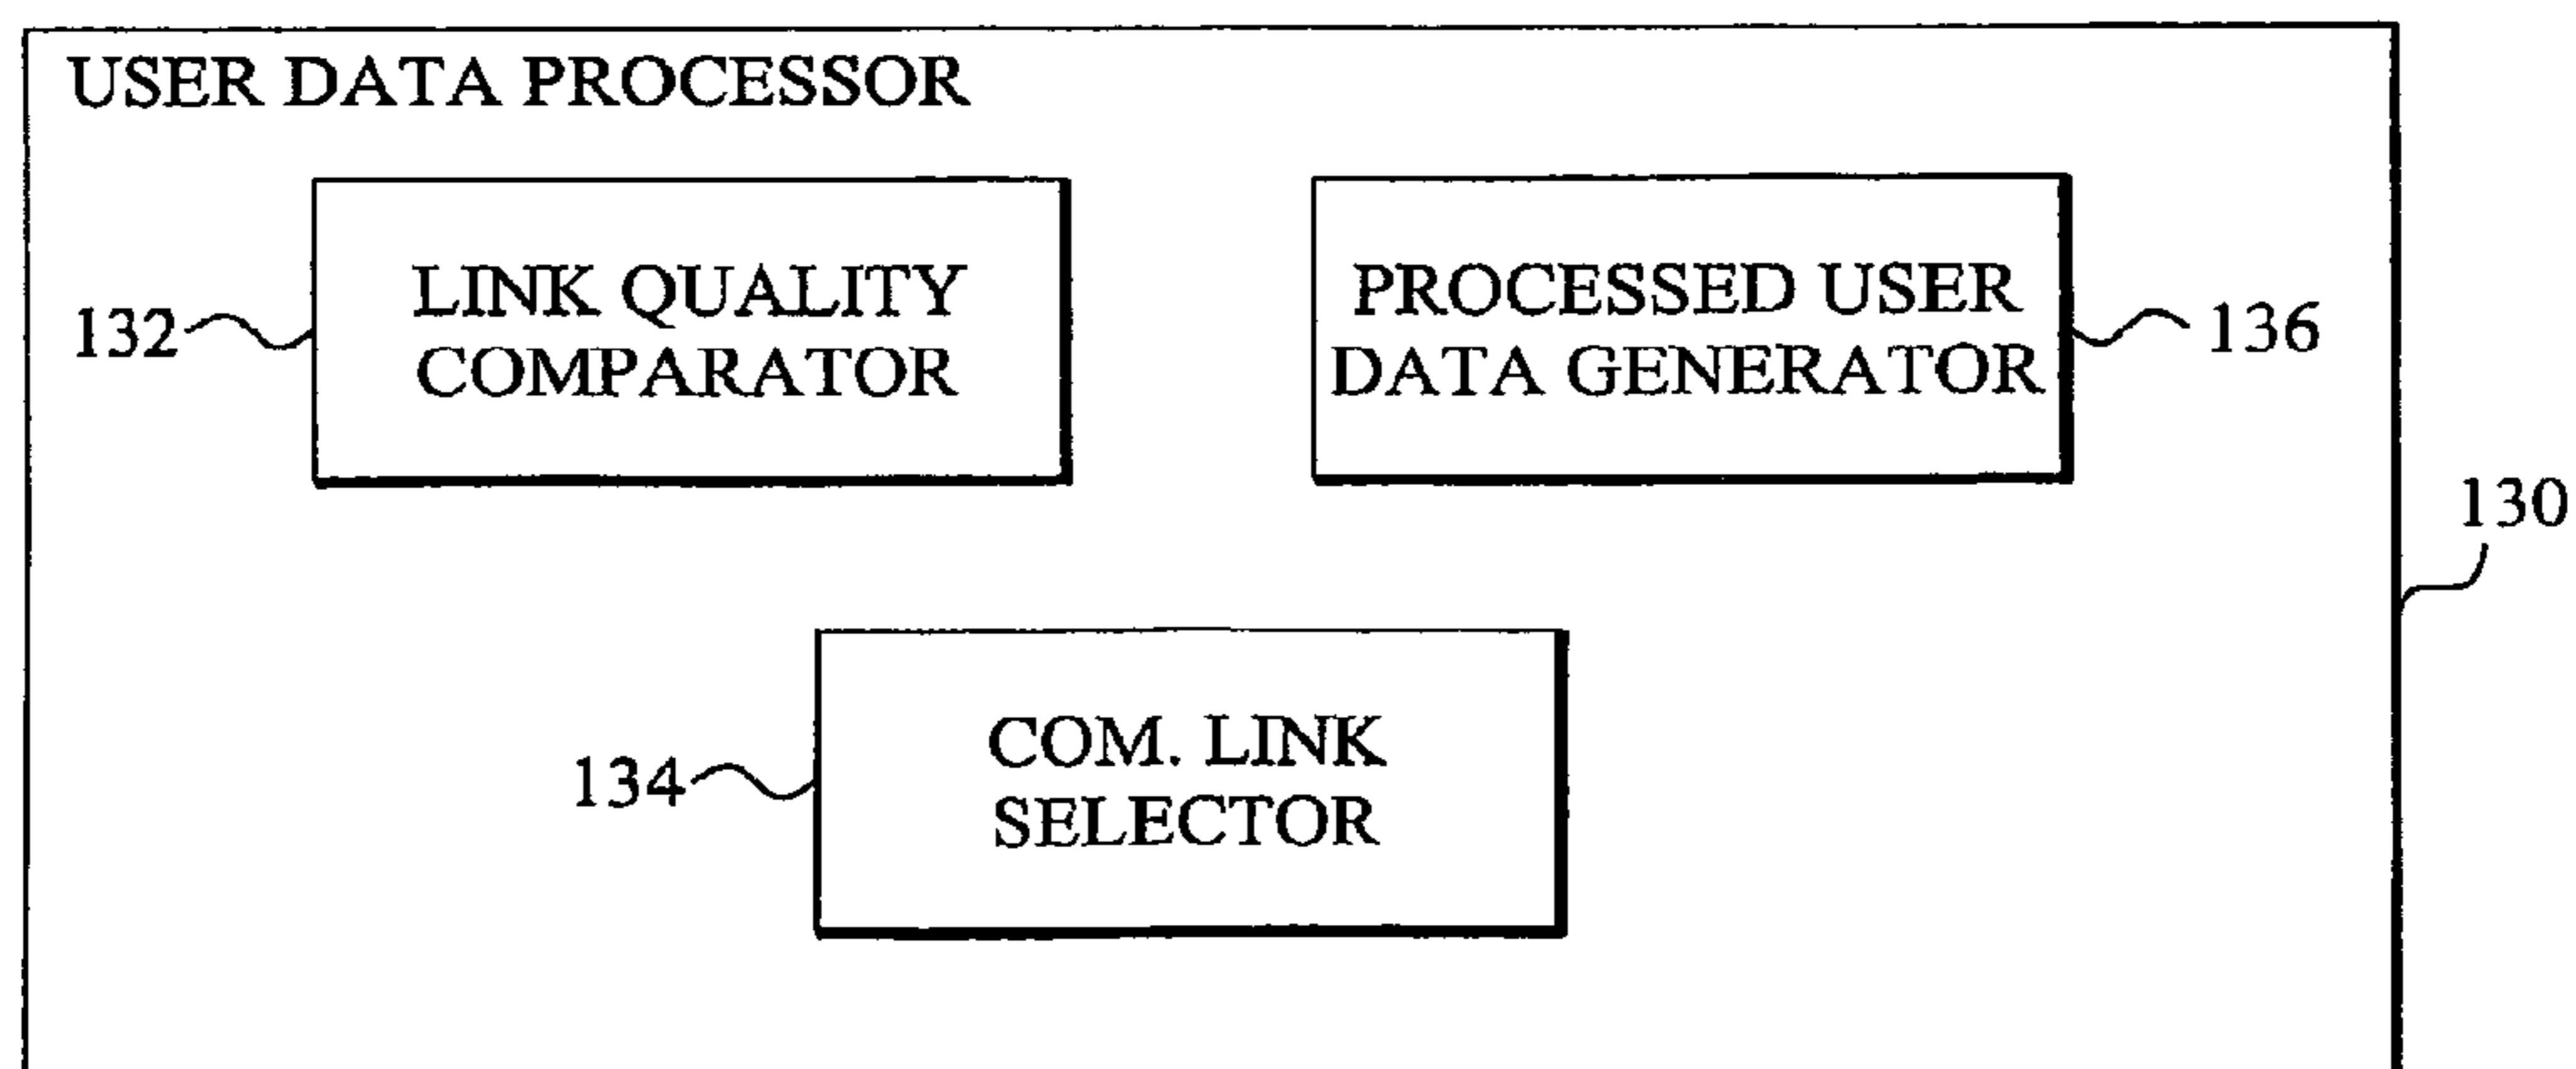 USER DATA PROCESSOR
LINK QUALITY
COMPARATOR
132
PROCESSED USER
DATA GENERATOR
136
130
COM. LINK
SELECTOR
134